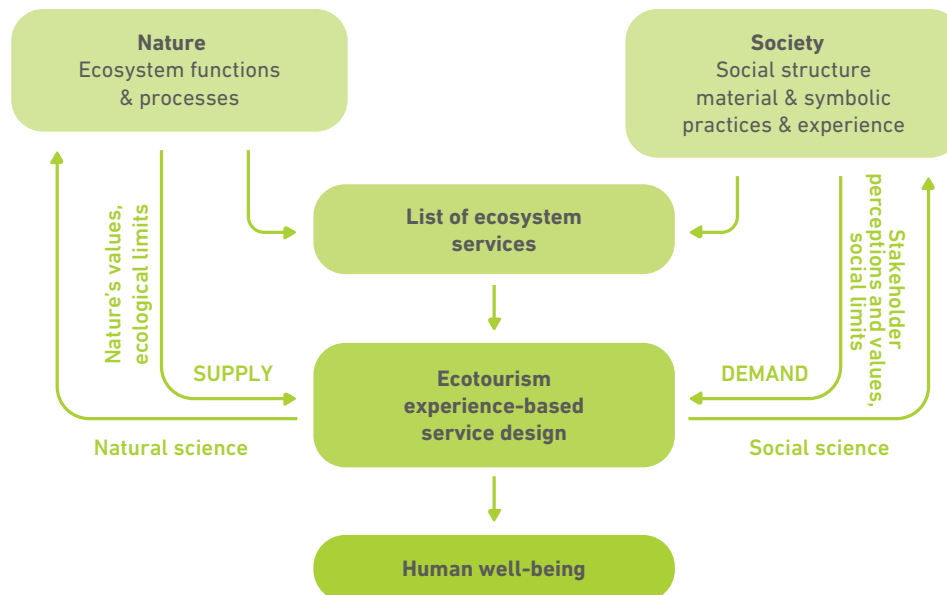 Nature
Ecosystem functions
& processes
Society
Social structure
material & symbolic
practices & experience
List of ecosystem
services
Nature's values,
ecological limits
Stakeholder
perceptions and values,
social limits
SUPPLY
Ecotourism
experience-based
service design
DEMAND
Natural science
Social science
Human well-being